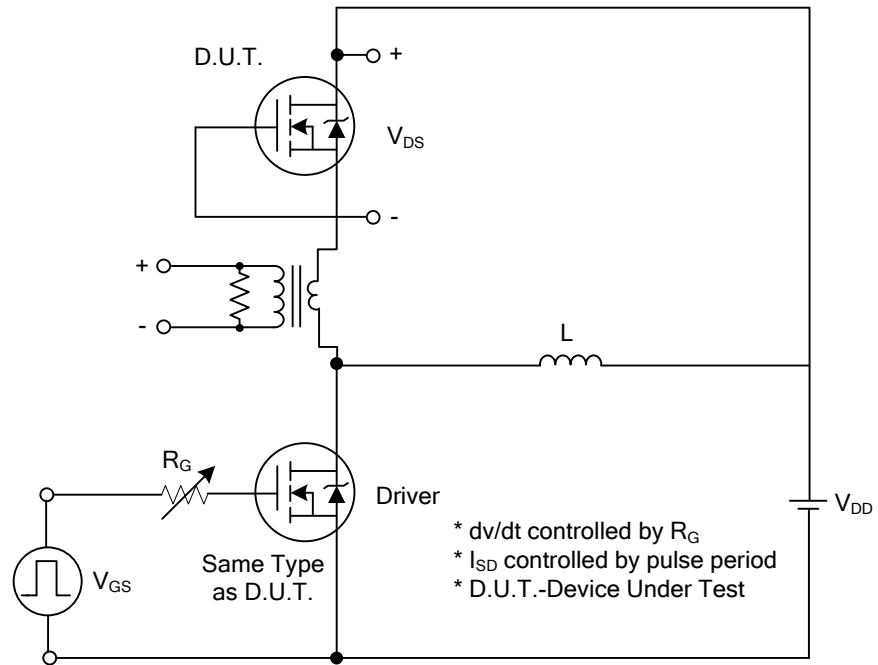 D.U.T.
+
V_DS
-
+
-
L
R_G
Driver
V_DD
V_GS
Same Type
as D.U.T.
* dv/dt controlled by R_G
* I_SD controlled by pulse period
* D.U.T.-Device Under Test